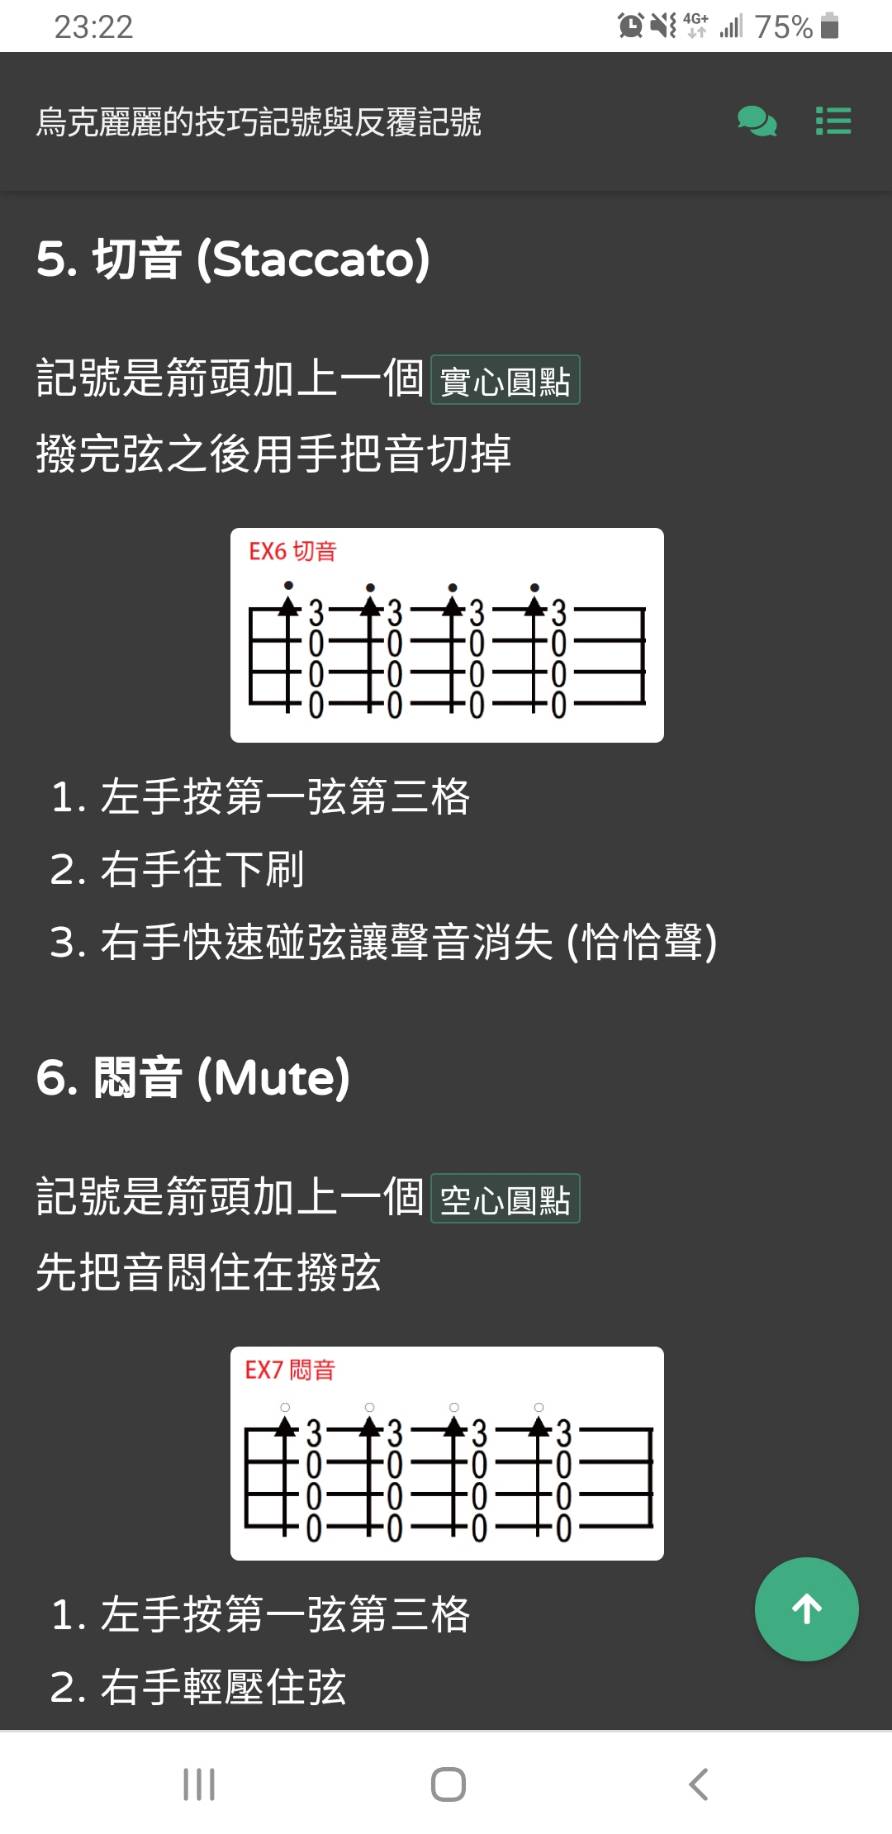 23:22
4G+ 75%
烏克麗麗的技巧記號與反覆記號
5. 切音 (Staccato)
記號是箭頭加上一個 實心圓點
撥完弦之後用手把音切掉
EX6 切音
3 3 3 3
0 0 0 0
0 0 0 0
0 0 0 0
1. 左手按第一弦第三格
2. 右手往下刷
3. 右手快速碰弦讓聲音消失 (恰恰聲)
6. 悶音 (Mute)
記號是箭頭加上一個 空心圓點
先把音悶住在撥弦
EX7 悶音
3 3 3 3
0 0 0 0
0 0 0 0
0 0 0 0
1. 左手按第一弦第三格
2. 右手輕壓住弦